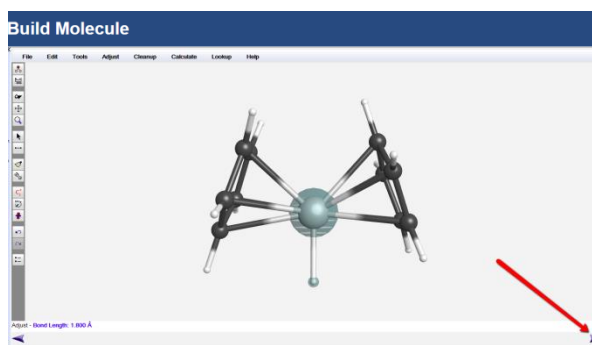 Build Molecule
File Edit Tools Adjust Cleanup Calculate Lookup Help
Adjust - Bond Length: 1.800 Å